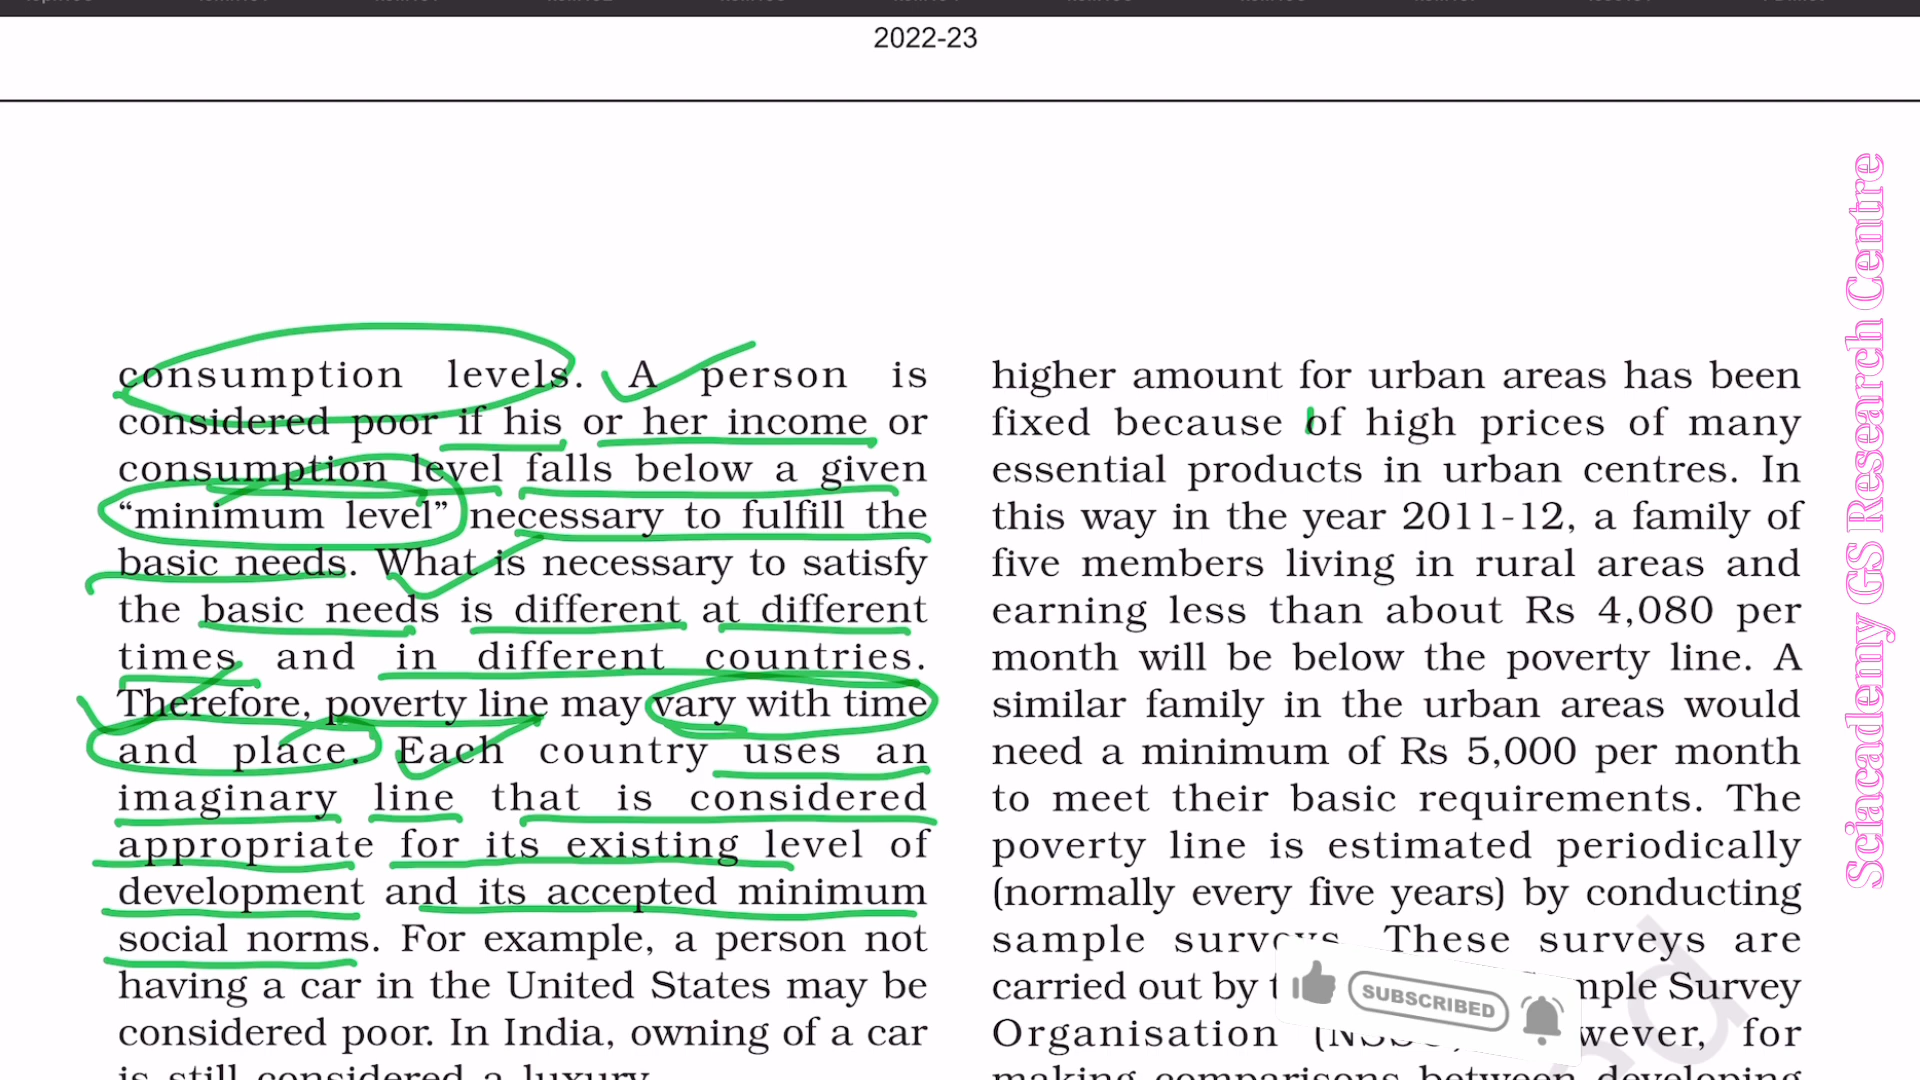 2022-23
consumption levels. A person is
considered poor if his or her income or
consumption level falls below a given
“minimum level” necessary to fulfill the
basic needs. What is necessary to satisfy
the basic needs is different at different
times and in different countries.
Therefore, poverty line may vary with time
and place. Each country uses an
imaginary line that is considered
appropriate for its existing level of
development and its accepted minimum
social norms. For example, a person not
having a car in the United States may be
considered poor. In India, owning of a car
is still considered a luxury.
higher amount for urban areas has been
fixed because of high prices of many
essential products in urban centres. In
this way in the year 2011-12, a family of
five members living in rural areas and
earning less than about Rs 4,080 per
month will be below the poverty line. A
similar family in the urban areas would
need a minimum of Rs 5,000 per month
to meet their basic requirements. The
poverty line is estimated periodically
(normally every five years) by conducting
sample surveys. These surveys are
carried out by Survey
Organisation for
making comparisons between developing
SUBSCRIBED
Sciacademy GS Research Centre